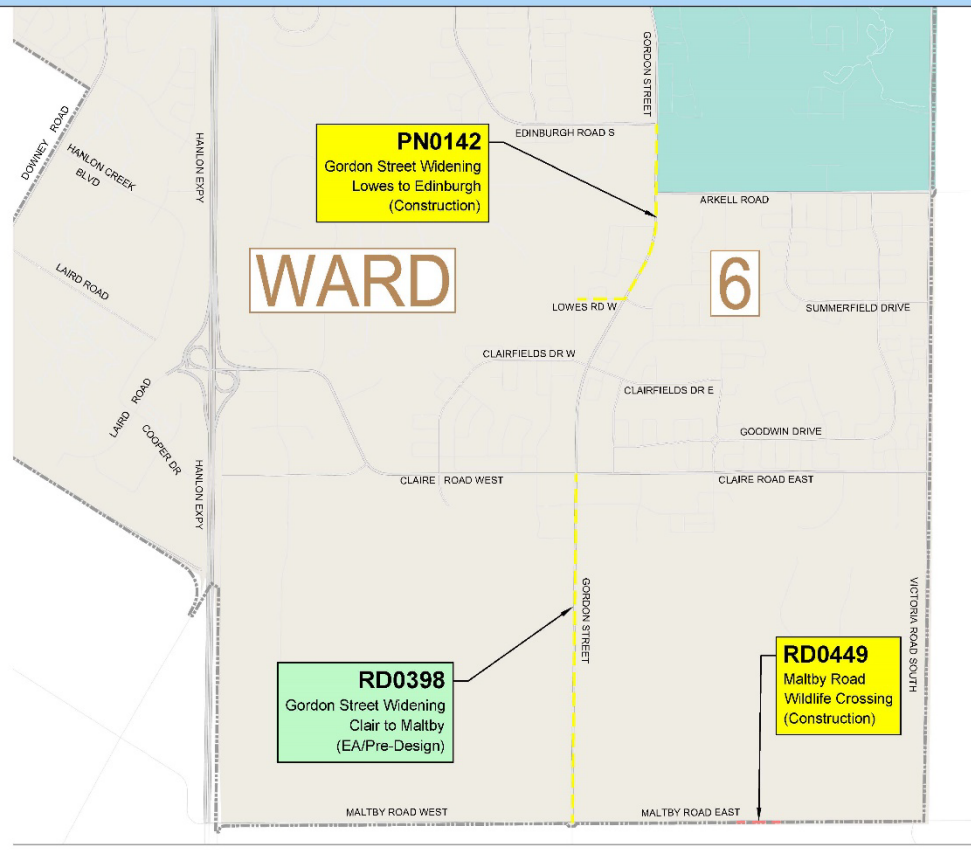 GORDON STREET
DOWNEY ROAD
HANLON CREEK
BLVD
HANLON EXPY
PN0142
Gordon Street Widening
Lowes to Edinburgh
(Construction)
EDINBURGH ROAD S
ARKELL ROAD
WARD
6
LAIRD ROAD
LOWES RD W
SUMMERFIELD DRIVE
CLAIRFIELDS DR W
CLAIRFIELDS DR E
LAIRD ROAD
COOPER DR
GOODWIN DRIVE
HANLON EXPY
CLAIRE ROAD WEST
CLAIRE ROAD EAST
GORDON STREET
VICTORIA ROAD SOUTH
RD0398
Gordon Street Widening
Clair to Maltby
(EA/Pre-Design)
RD0449
Maltby Road
Wildlife Crossing
(Construction)
MALTBY ROAD WEST
MALTBY ROAD EAST